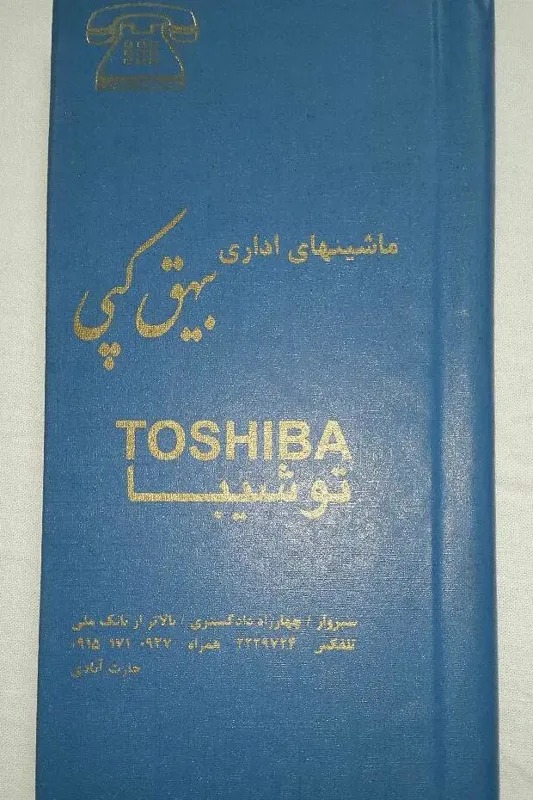 ماشینهای اداری
بیهق کپی
TOSHIBA
توشیبا
سبزوار / چهارراه دادگستری / بالاتر از بانک ملی
تلفکس ۲۲۲۹۷۲۴ همراه ۰۹۲۷ ۱۷۱ ۰۹۱۵
آبادی